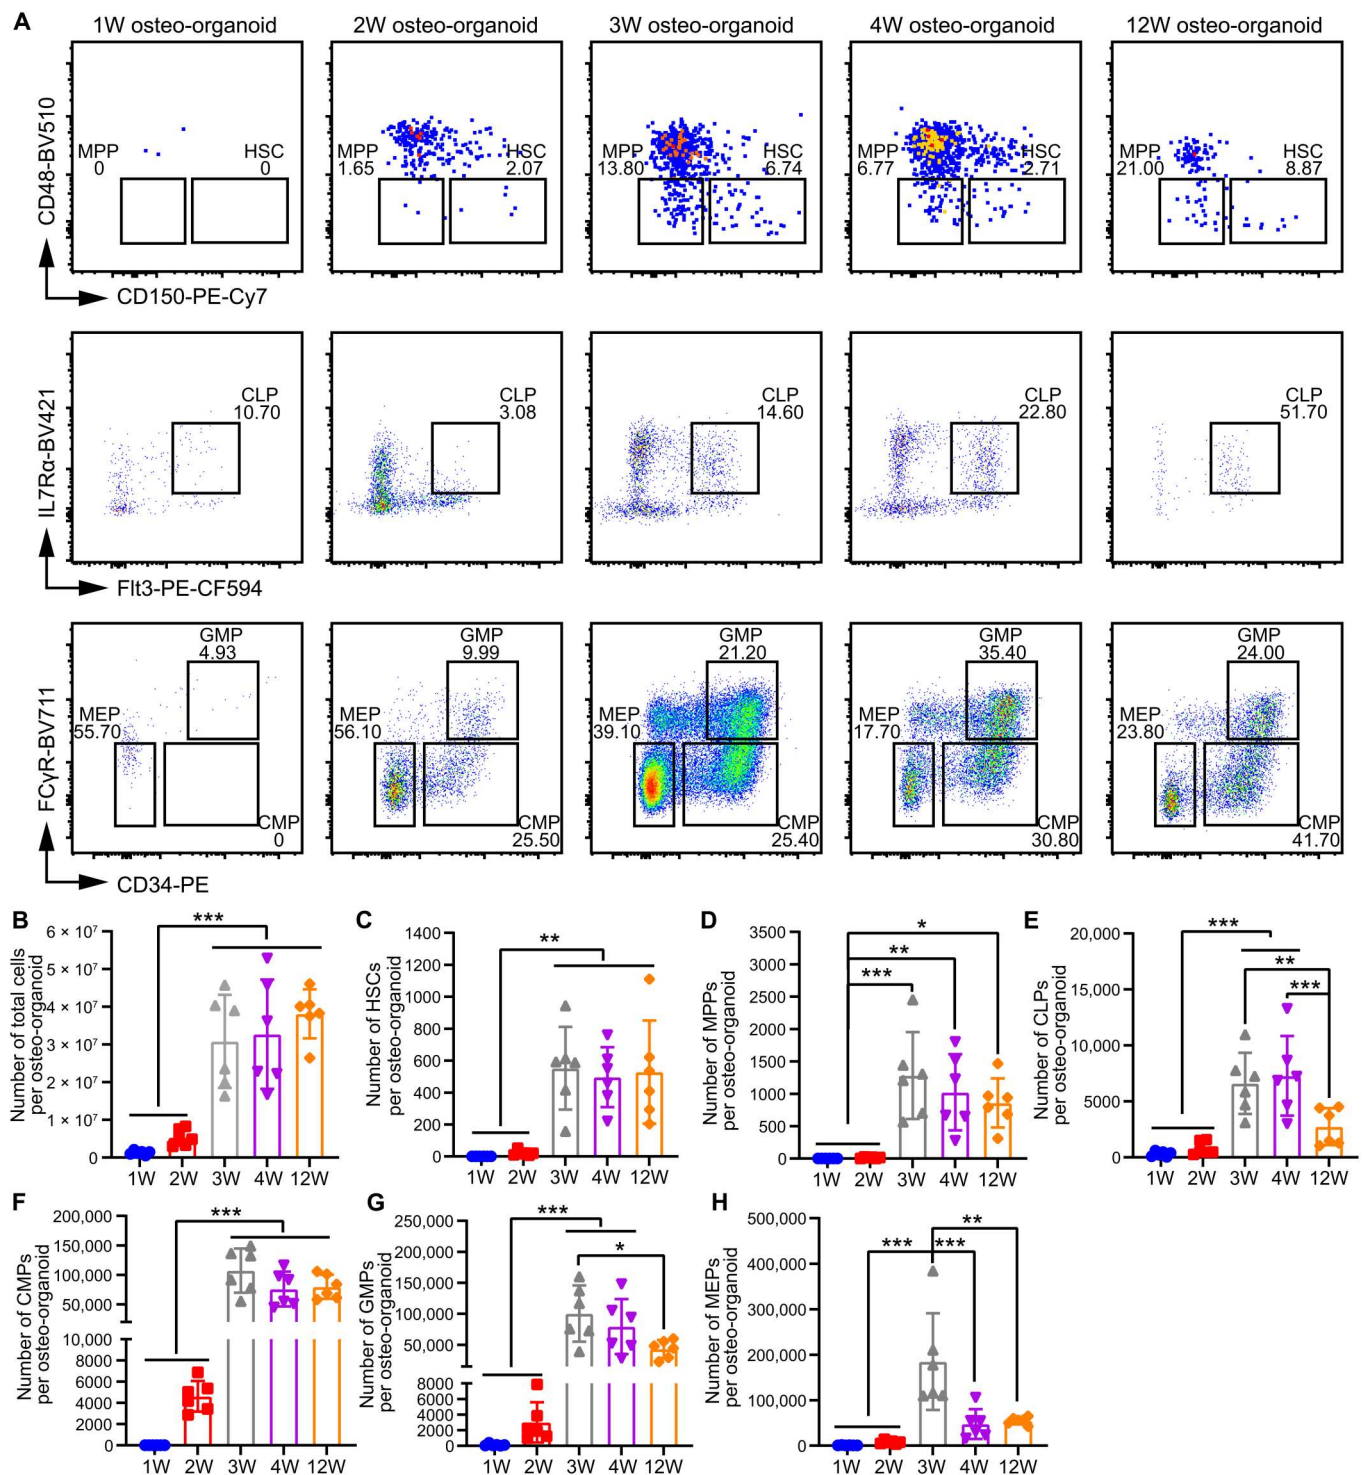 A
1W osteo-organoid 2W osteo-organoid 3W osteo-organoid 4W osteo-organoid 12W osteo-organoid
CD48-BV510
MPP 0 HSC 0
MPP 1.65 HSC 2.07
MPP 13.80 HSC 6.74
MPP 6.77 HSC 2.71
MPP 21.00 HSC 8.87
CD150-PE-Cy7
IL7Rα-BV421
CLP 10.70
CLP 3.08
CLP 14.60
CLP 22.80
CLP 51.70
Flt3-PE-CF594
FCγR-BV711
GMP 4.93 MEP 55.70 CMP 0
GMP 9.99 MEP 56.10 CMP 25.50
GMP 21.20 MEP 39.10 CMP 25.40
GMP 35.40 MEP 17.70 CMP 30.80
GMP 24.00 MEP 23.80 CMP 41.70
CD34-PE
B
Number of total cells
per osteo-organoid
6 × 10⁷
5 × 10⁷
4 × 10⁷
3 × 10⁷
2 × 10⁷
1 × 10⁷
0
***
1W 2W 3W 4W 12W
C
Number of HSCs
per osteo-organoid
1400
1200
1000
800
600
400
200
0
**
1W 2W 3W 4W 12W
D
Number of MPPs
per osteo-organoid
3500
3000
2500
2000
1500
1000
500
0
*
**
***
1W 2W 3W 4W 12W
E
Number of CLPs
per osteo-organoid
20,000
15,000
10,000
5000
0
***
**
***
1W 2W 3W 4W 12W
F
Number of CMPs
per osteo-organoid
200,000
150,000
100,000
50,000
10,000
8000
6000
4000
2000
0
***
1W 2W 3W 4W 12W
G
Number of GMPs
per osteo-organoid
250,000
200,000
150,000
100,000
50,000
8000
6000
4000
2000
0
***
*
1W 2W 3W 4W 12W
H
Number of MEPs
per osteo-organoid
500,000
400,000
300,000
200,000
100,000
0
**
*** ***
1W 2W 3W 4W 12W